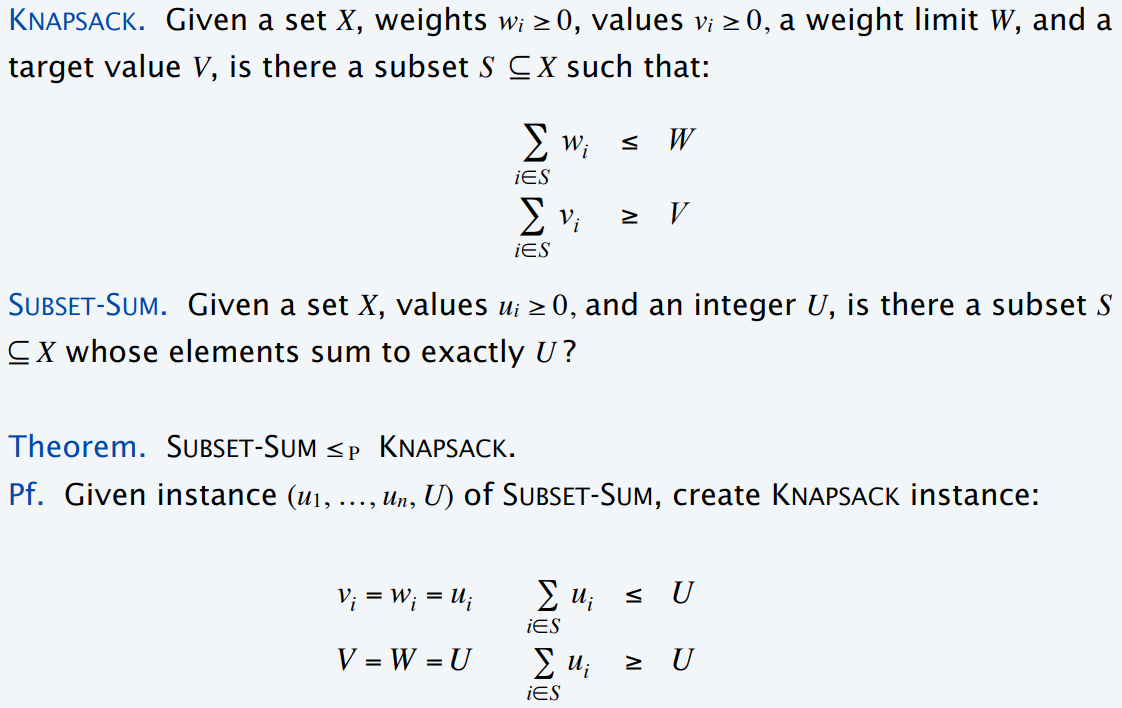 KNAPSACK. Given a set X, weights wᵢ ≥ 0, values vᵢ ≥ 0, a weight limit W, and a
target value V, is there a subset S ⊆ X such that:
∑ wᵢ ≤ W
i∈S
∑ vᵢ ≥ V
i∈S
SUBSET-SUM. Given a set X, values uᵢ ≥ 0, and an integer U, is there a subset S
⊆ X whose elements sum to exactly U ?
Theorem. SUBSET-SUM ≤ₚ KNAPSACK.
Pf. Given instance (u₁, …, uₙ, U) of SUBSET-SUM, create KNAPSACK instance:
vᵢ = wᵢ = uᵢ ∑ uᵢ ≤ U
i∈S
V = W = U ∑ uᵢ ≥ U
i∈S